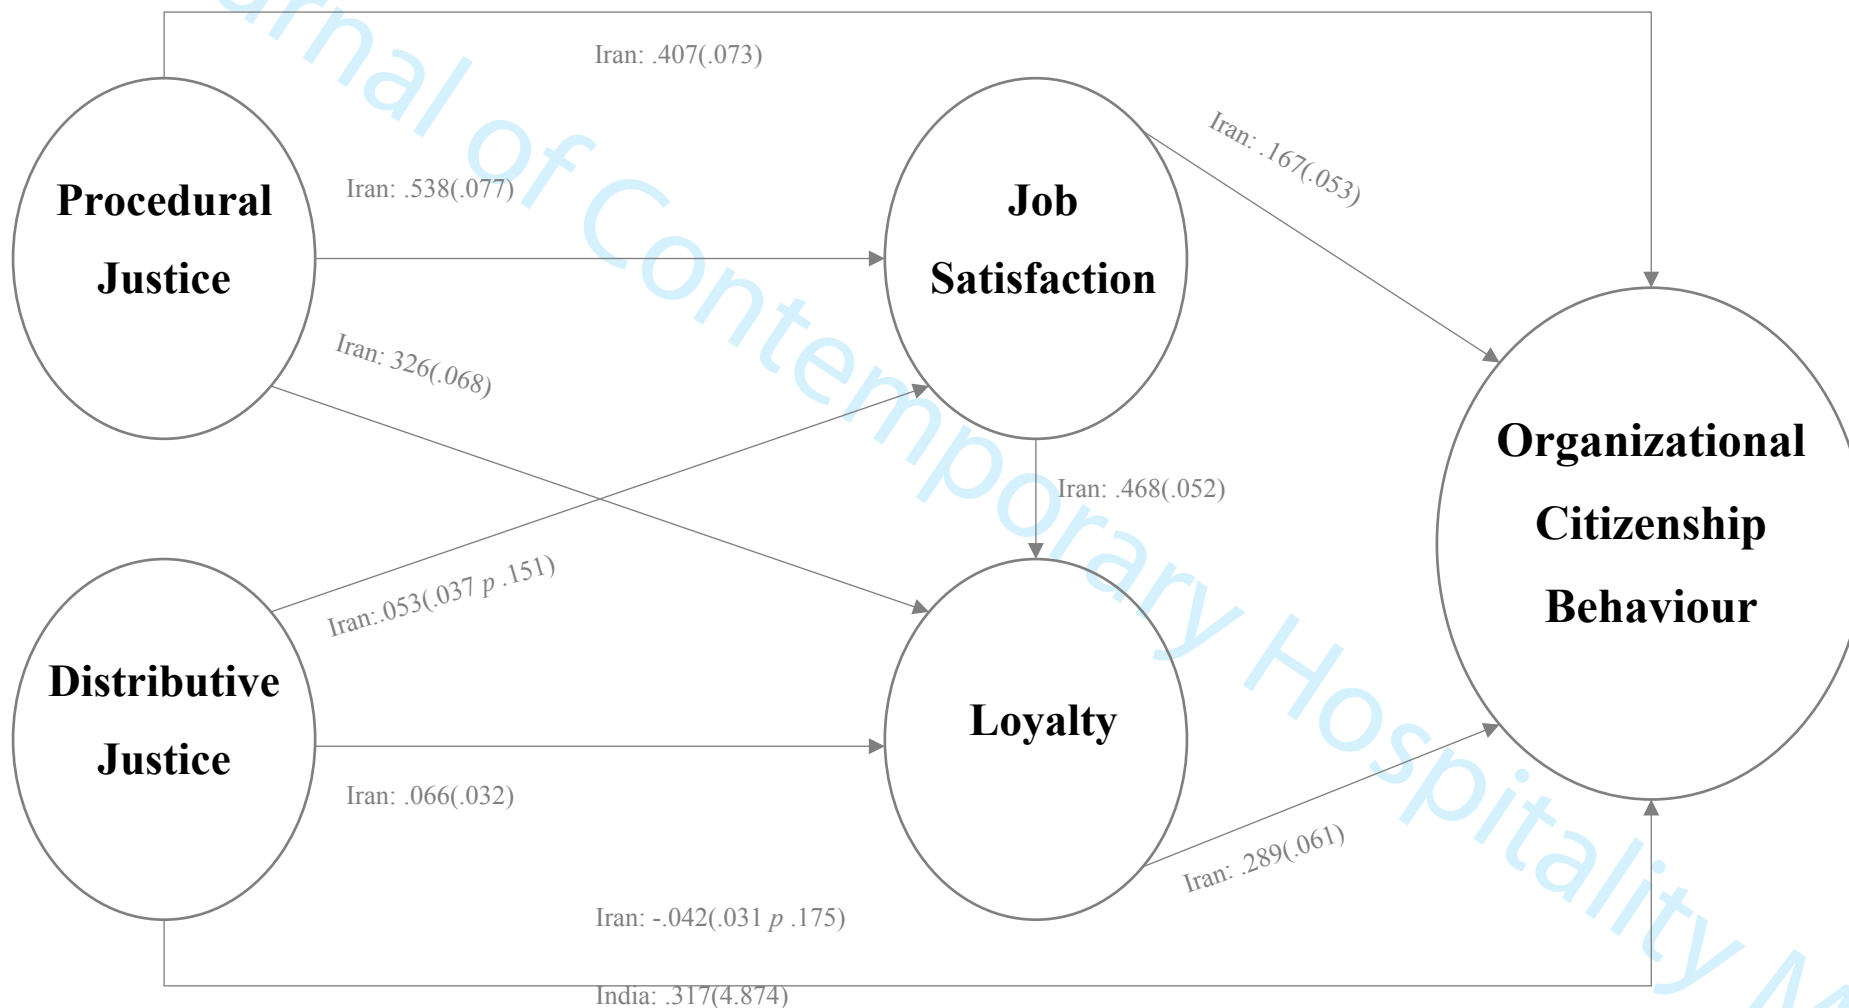 Iran: .407(.073)
Procedural
Justice
Iran: .538(.077)
Job
Satisfaction
Iran: .167(.053)
Iran: 326(.068)
Organizational
Citizenship
Behaviour
Iran: .468(.052)
Iran:.053(.037 p .151)
Distributive
Justice
Loyalty
Iran: .066(.032)
Iran: .289(.061)
Iran: -.042(.031 p .175)
India: .317(4.874)
urnal of Contemporary Hospitality M